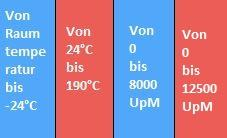 Von
Raum
tempe
ratur
bis
-24°C
Von
24°C
bis
190°C
Von
0
bis
8000
UpM
Von
0
bis
12500
UpM